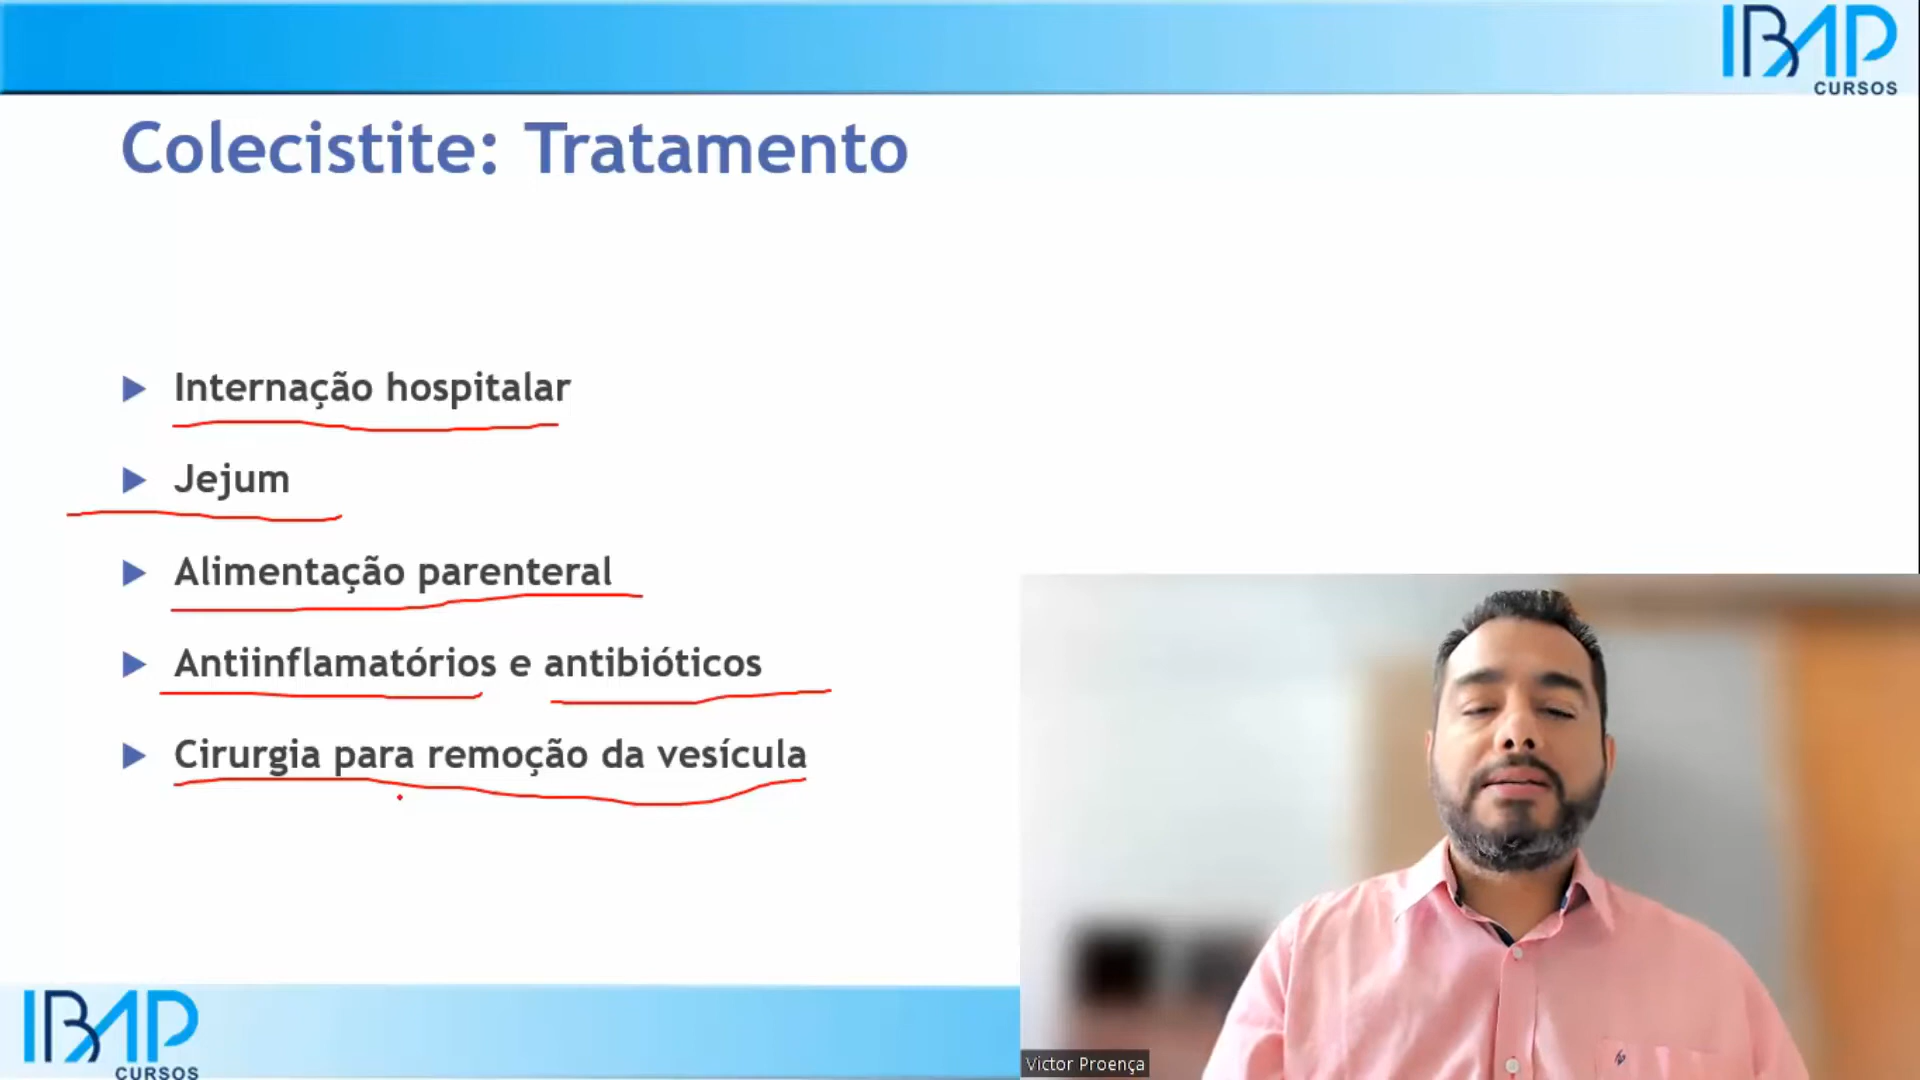 IBAP
CURSOS
Colecistite: Tratamento
Internação hospitalar
Jejum
Alimentação parenteral
Antiinflamatórios e antibióticos
Cirurgia para remoção da vesícula
Victor Proença
IBAP
CURSOS